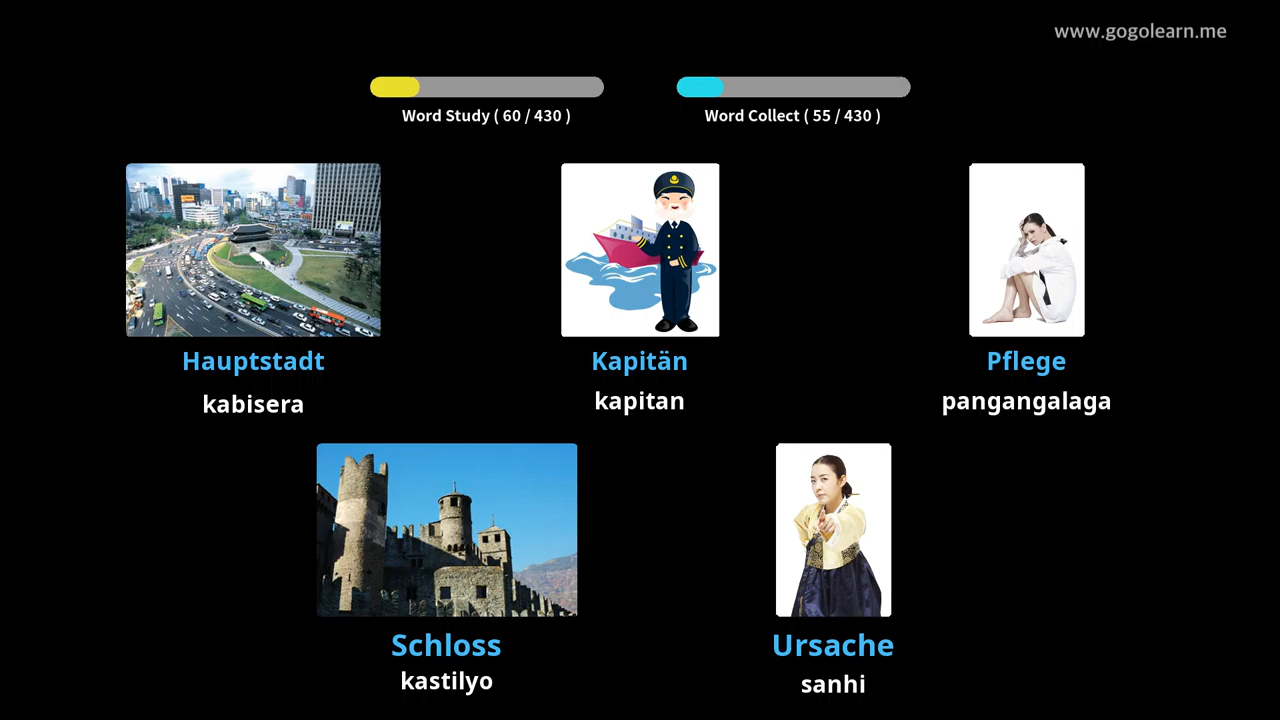 www.gogolearn.me
Word Study ( 60 / 430 )
Word Collect ( 55 / 430 )
Hauptstadt
kabisera
Kapitän
kapitan
Pflege
pangangalaga
Schloss
kastilyo
Ursache
sanhi